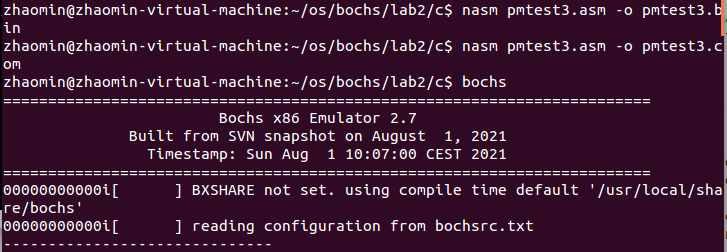 zhaomin@zhaomin-virtual-machine:~/os/bochs/lab2/c$ nasm pmtest3.asm -o pmtest3.b
in
zhaomin@zhaomin-virtual-machine:~/os/bochs/lab2/c$ nasm pmtest3.asm -o pmtest3.c
om
zhaomin@zhaomin-virtual-machine:~/os/bochs/lab2/c$ bochs
========================================================================
Bochs x86 Emulator 2.7
Built from SVN snapshot on August  1, 2021
Timestamp: Sun Aug  1 10:07:00 CEST 2021
========================================================================
00000000000i[      ] BXSHARE not set. using compile time default '/usr/local/sha
re/bochs'
00000000000i[      ] reading configuration from bochsrc.txt
------------------------------